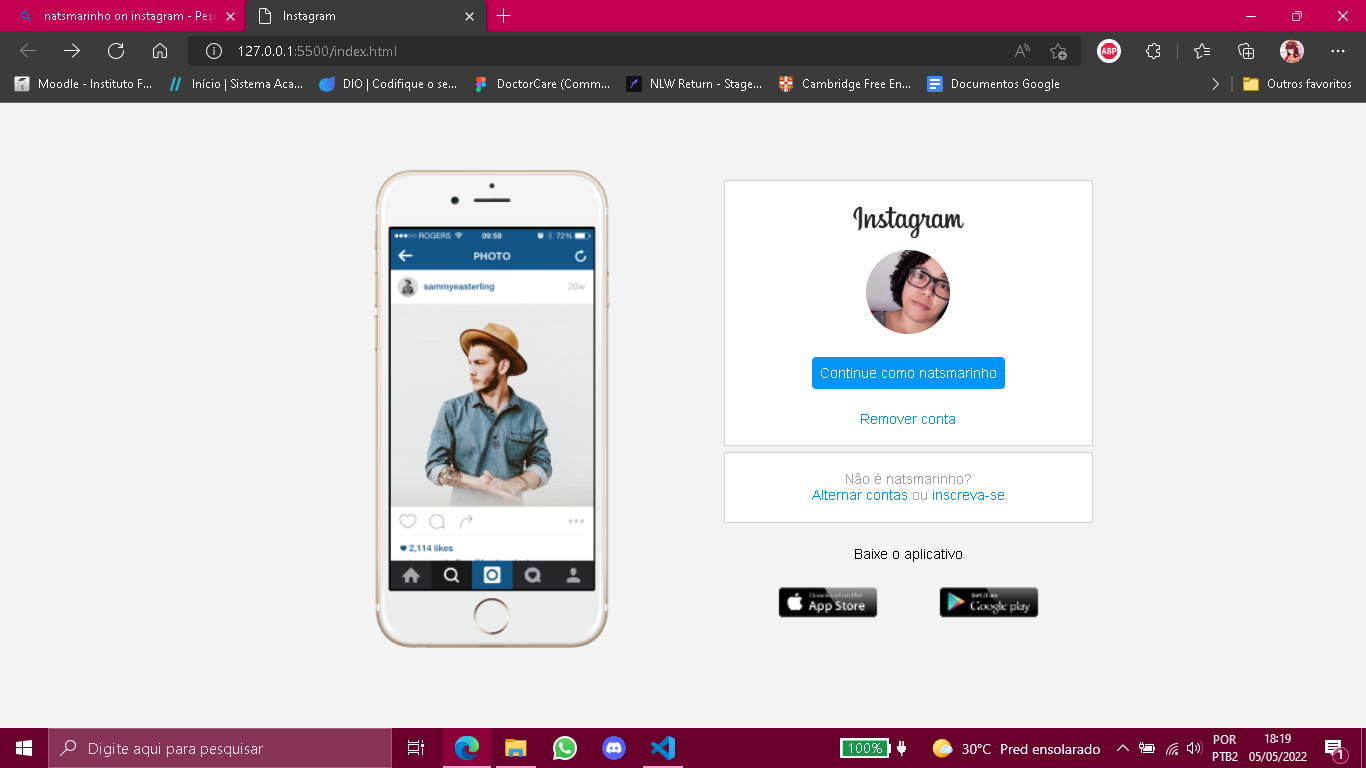 natsmarinho on instagram - Pesq
Instagram
127.0.0.1:5500/index.html
ABP
Moodle - Instituto F...
Início | Sistema Aca...
DIO | Codifique o se...
DoctorCare (Comm...
NLW Return - Stage...
Cambridge Free En...
Documentos Google
Outros favoritos
ROGERS
09:59
72%
PHOTO
sammyeasterling
20w
2,114 likes
Instagram
Continue como natsmarinho
Remover conta
Não é natsmarinho?
Alternar contas ou inscreva-se
Baixe o aplicativo
App Store
Get it on
Google play
Digite aqui para pesquisar
100%
30°C Pred ensolarado
POR
PTB2
18:19
05/05/2022
1